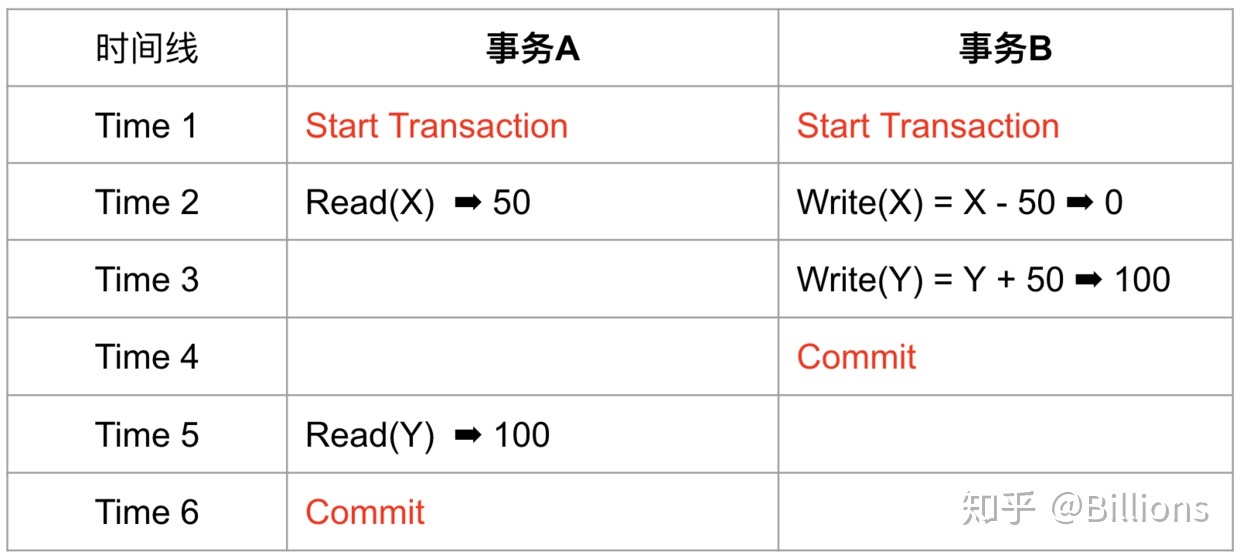 时间线 事务A 事务B
Time 1 Start Transaction Start Transaction
Time 2 Read(X) ➡ 50 Write(X) = X - 50 ➡ 0
Time 3 Write(Y) = Y + 50 ➡ 100
Time 4 Commit
Time 5 Read(Y) ➡ 100
Time 6 Commit
知乎 @Billions